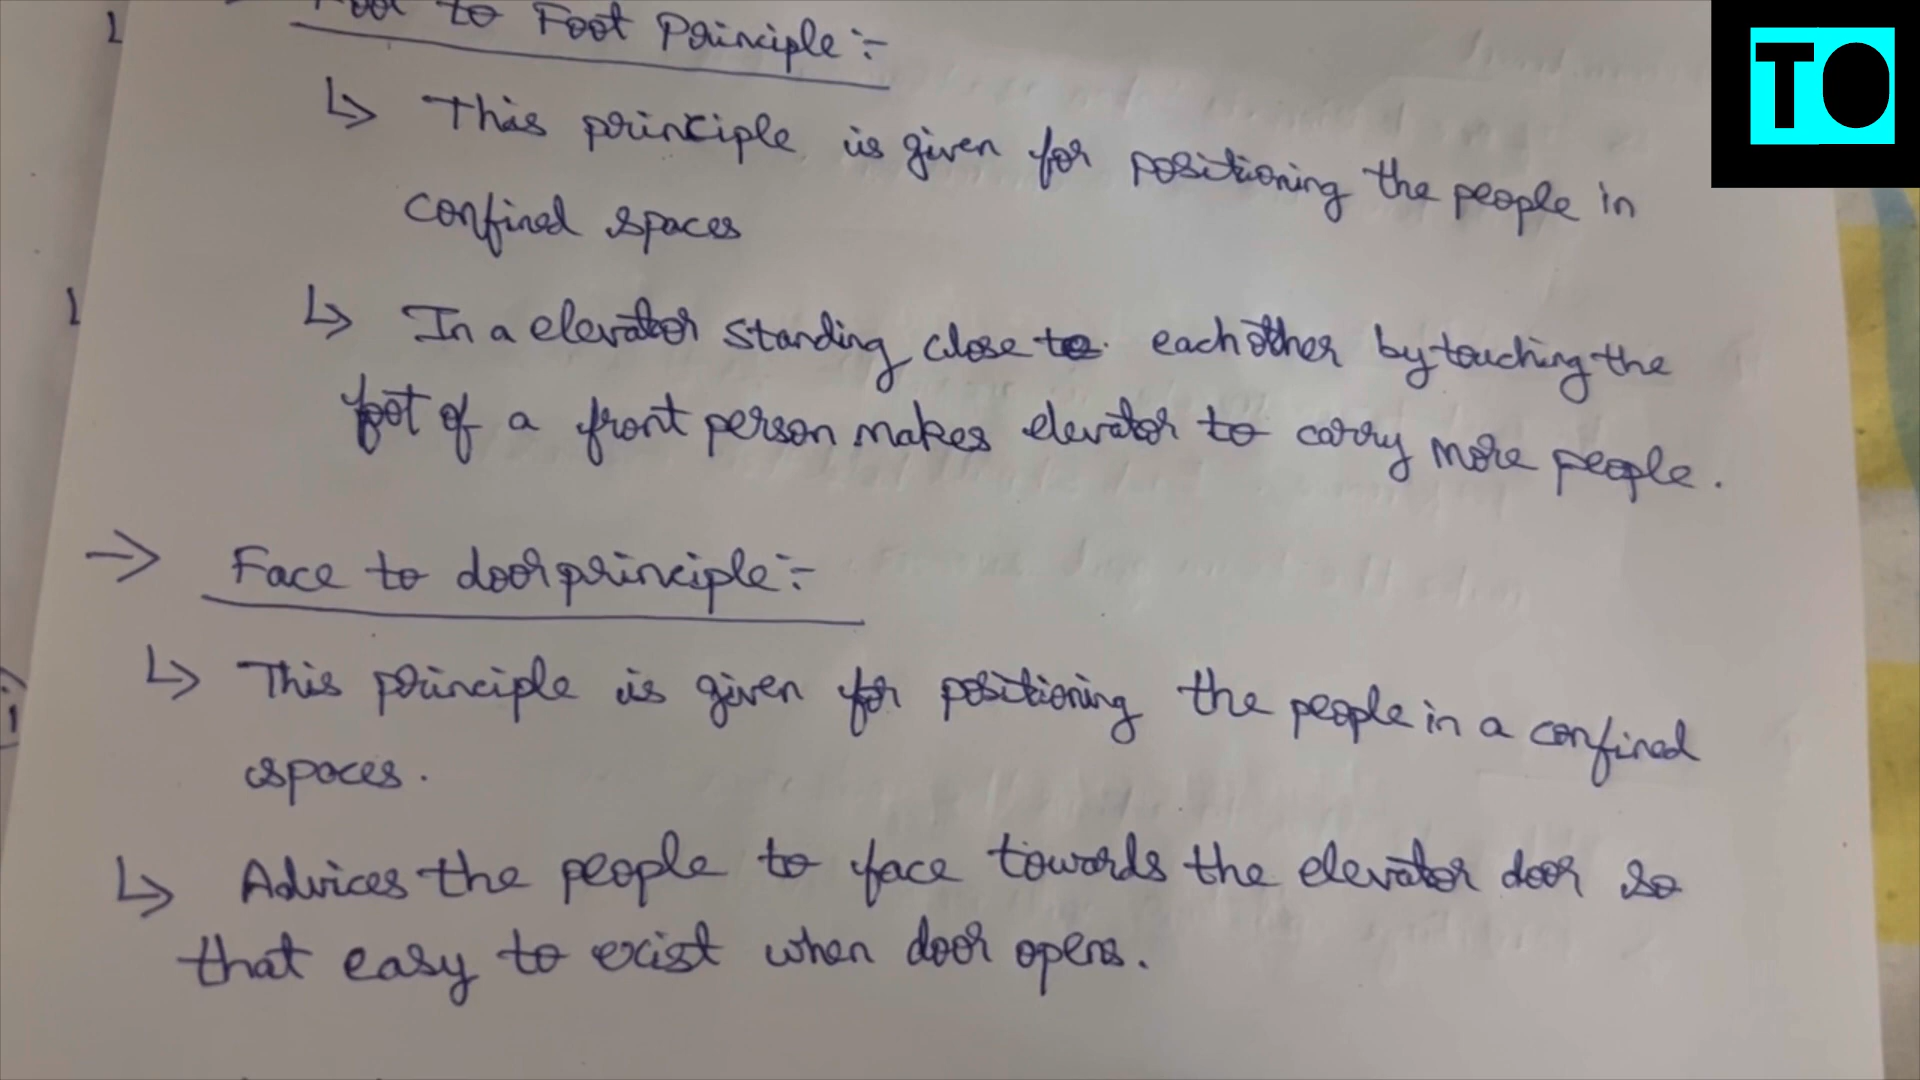 Foot to Foot Principle:-
TO
↳ This principle is given for positioning the people in
confined spaces
↳ In a elevator standing close to each other by touching the
foot of a front person makes elevator to carry more people.
→ Face to door principle:-
↳ This principle is given for positioning the people in a confined
spaces.
↳ Advices the people to face towards the elevator door so
that easy to exist when door opens.